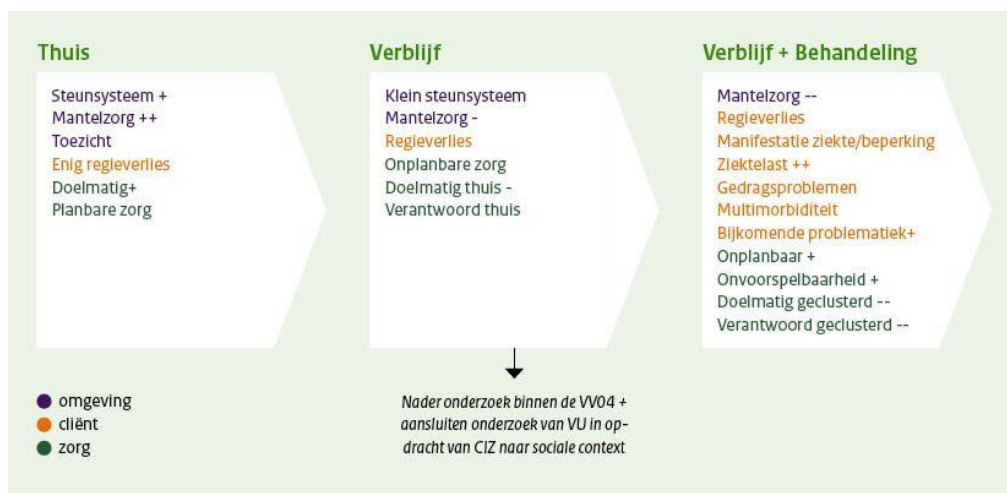 Thuis
Steunsysteem +
Mantelzorg ++
Toezicht
Enig regieverlies
Doelmatig+
Planbare zorg
Verblijf
Klein steunsysteem
Mantelzorg -
Regieverlies
Onplanbare zorg
Doelmatig thuis -
Verantwoord thuis
Verblijf + Behandeling
Mantelzorg --
Regieverlies
Manifestatie ziekte/beperking
Ziektelast ++
Gedragsproblemen
Multimorbiditeit
Bijkomende problematiek+
Onplanbaar +
Onvoorspelbaarheid +
Doelmatig geclusterd --
Verantwoord geclusterd --
omgeving
cliënt
zorg
Nader onderzoek binnen de VV04 +
aansluiten onderzoek van VU in op-
dracht van CIZ naar sociale context